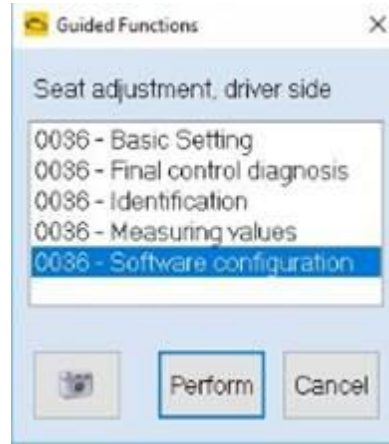 Guided Functions
Seat adjustment, driver side
0036 - Basic Setting
0036 - Final control diagnosis
0036 - Identification
0036 - Measuring values
0036 - Software configuration
Perform
Cancel